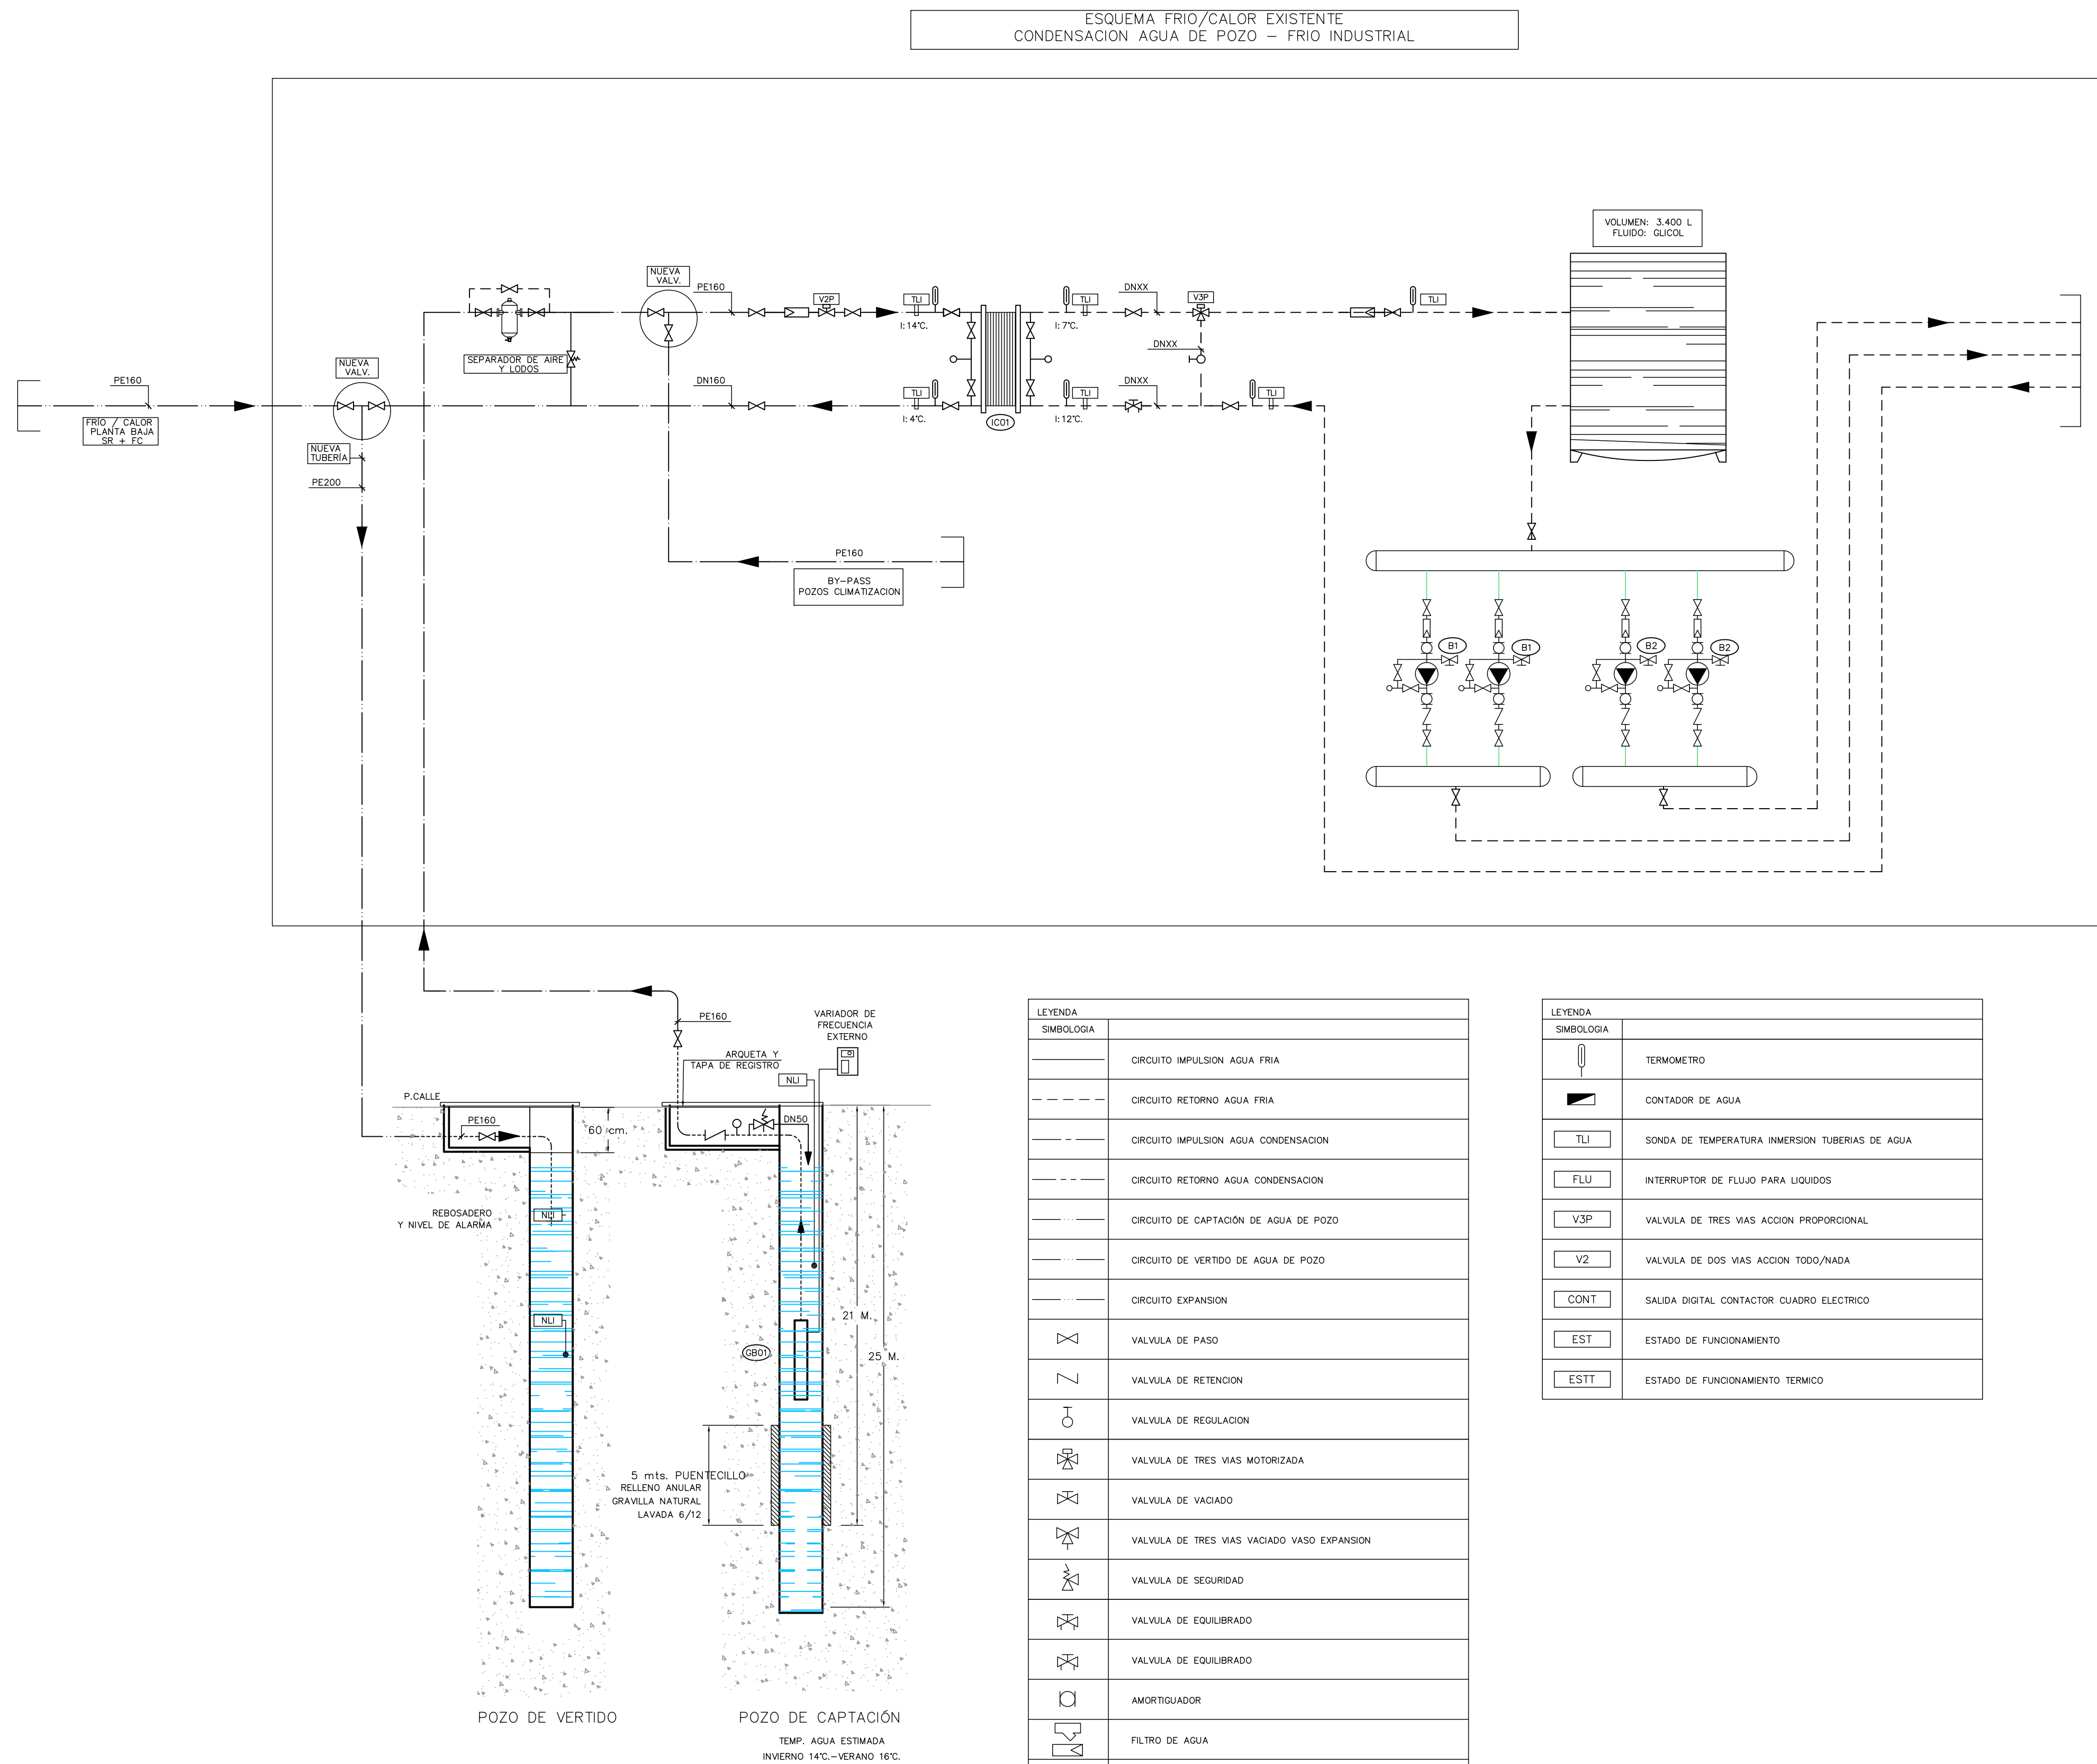 ESQUEMA FRIO/CALOR EXISTENTE
CONDENSACION AGUA DE POZO – FRIO INDUSTRIAL
VOLUMEN: 3.400 L
FLUIDO: GLICOL
NUEVA
VALV.
PE160
V2P
TLI
I: 14°C.
TLI
I: 7°C.
DNXX
V3P
TLI
DNXX
SEPARADOR DE AIRE
Y LODOS
NUEVA
VALV.
PE160
FRÍO / CALOR
PLANTA BAJA
SR + FC
DN160
TLI
I: 4°C.
IC01
TLI
I: 12°C.
DNXX
TLI
NUEVA
TUBERÍA
PE200
PE160
BY–PASS
POZOS CLIMATIZACION
B1
B1
B2
B2
PE160
VARIADOR DE
FRECUENCIA
EXTERNO
ARQUETA Y
TAPA DE REGISTRO
NLI
P.CALLE
PE160
60 cm.
DN50
REBOSADERO
Y NIVEL DE ALARMA
NLI
NLI
GB01
21 M.
25 M.
5 mts. PUENTECILLO
RELLENO ANULAR
GRAVILLA NATURAL
LAVADA 6/12
POZO DE VERTIDO
POZO DE CAPTACIÓN
TEMP. AGUA ESTIMADA
INVIERNO 14°C.–VERANO 16°C.
LEYENDA
SIMBOLOGIA
CIRCUITO IMPULSION AGUA FRIA
CIRCUITO RETORNO AGUA FRIA
CIRCUITO IMPULSION AGUA CONDENSACION
CIRCUITO RETORNO AGUA CONDENSACION
CIRCUITO DE CAPTACIÓN DE AGUA DE POZO
CIRCUITO DE VERTIDO DE AGUA DE POZO
CIRCUITO EXPANSION
VALVULA DE PASO
VALVULA DE RETENCION
VALVULA DE REGULACION
VALVULA DE TRES VIAS MOTORIZADA
VALVULA DE VACIADO
VALVULA DE TRES VIAS VACIADO VASO EXPANSION
VALVULA DE SEGURIDAD
VALVULA DE EQUILIBRADO
VALVULA DE EQUILIBRADO
AMORTIGUADOR
FILTRO DE AGUA
LEYENDA
SIMBOLOGIA
TERMOMETRO
CONTADOR DE AGUA
TLI SONDA DE TEMPERATURA INMERSION TUBERIAS DE AGUA
FLU INTERRUPTOR DE FLUJO PARA LIQUIDOS
V3P VALVULA DE TRES VIAS ACCION PROPORCIONAL
V2 VALVULA DE DOS VIAS ACCION TODO/NADA
CONT SALIDA DIGITAL CONTACTOR CUADRO ELECTRICO
EST ESTADO DE FUNCIONAMIENTO
ESTT ESTADO DE FUNCIONAMIENTO TERMICO